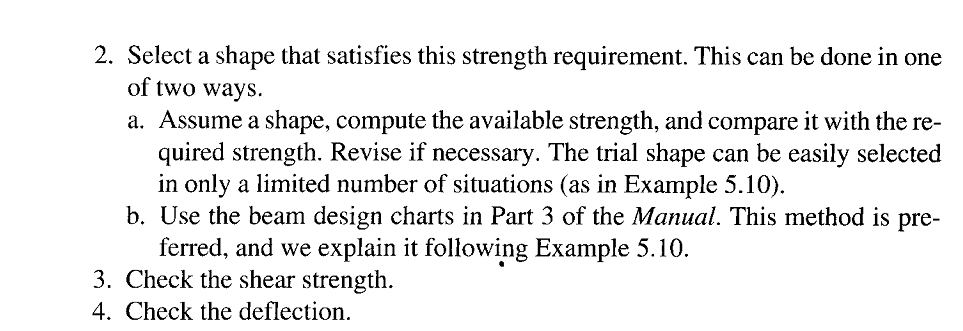 2. Select a shape that satisfies this strength requirement. This can be done in one
of two ways.
a. Assume a shape, compute the available strength, and compare it with the re-
quired strength. Revise if necessary. The trial shape can be easily selected
in only a limited number of situations (as in Example 5.10).
b. Use the beam design charts in Part 3 of the Manual. This method is pre-
ferred, and we explain it following Example 5.10.
3. Check the shear strength.
4. Check the deflection.